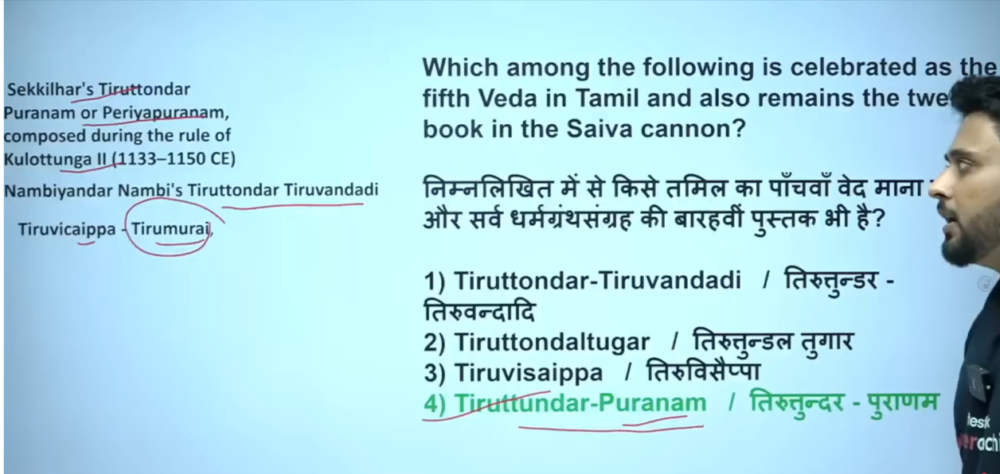 Sekkilhar's Tiruttondar
Puranam or Periyapuranam,
composed during the rule of
Kulottunga II (1133–1150 CE)
Nambiyandar Nambi's Tiruttondar Tiruvandadi
Tiruvicaippa - Tirumurai,
Which among the following is celebrated as the
fifth Veda in Tamil and also remains the
book in the Saiva cannon?
निम्नलिखित में से किसे तमिल का पाँचवाँ वेद माना
और सर्व धर्मग्रंथसंग्रह की बारहवीं पुस्तक भी है?
1) Tiruttondar-Tiruvandadi / तिरुत्तुन्डर -
तिरुवन्दादि
2) Tiruttondaltugar / तिरुत्तुन्डल तुगार
3) Tiruvisaippa / तिरुविसैप्पा
4) Tiruttundar-Puranam / तिरुत्तुन्दर - पुराणम